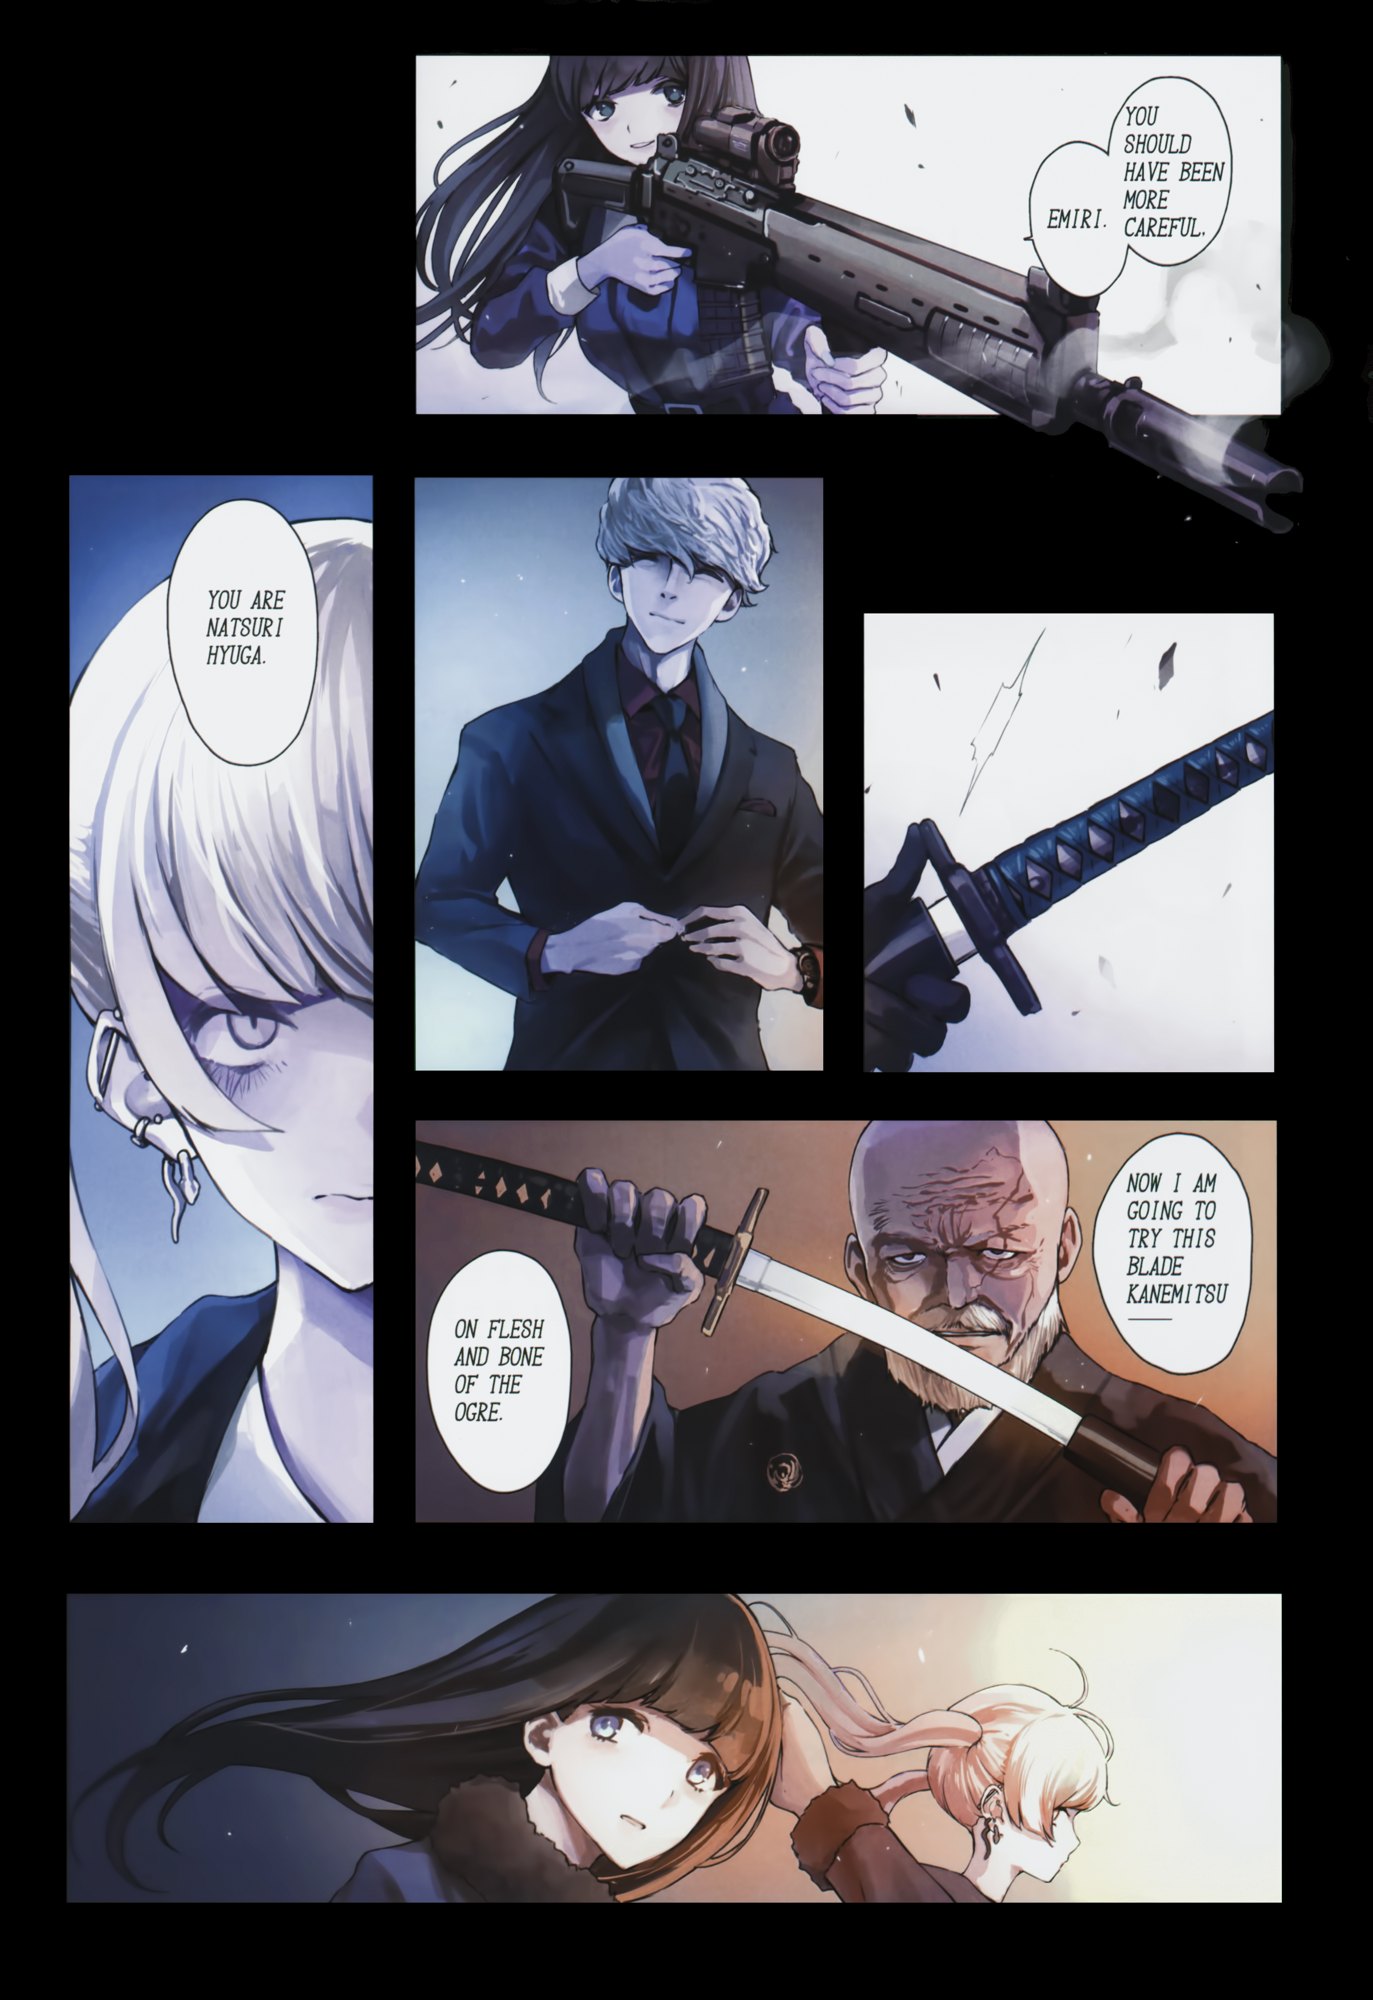 YOU
SHOULD
HAVE BEEN
MORE
CAREFUL.
EMIRI.
YOU ARE
NATSURI
HYUGA.
NOW I AM
GOING TO
TRY THIS
BLADE
KANEMITSU
——
ON FLESH
AND BONE
OF THE
OGRE.